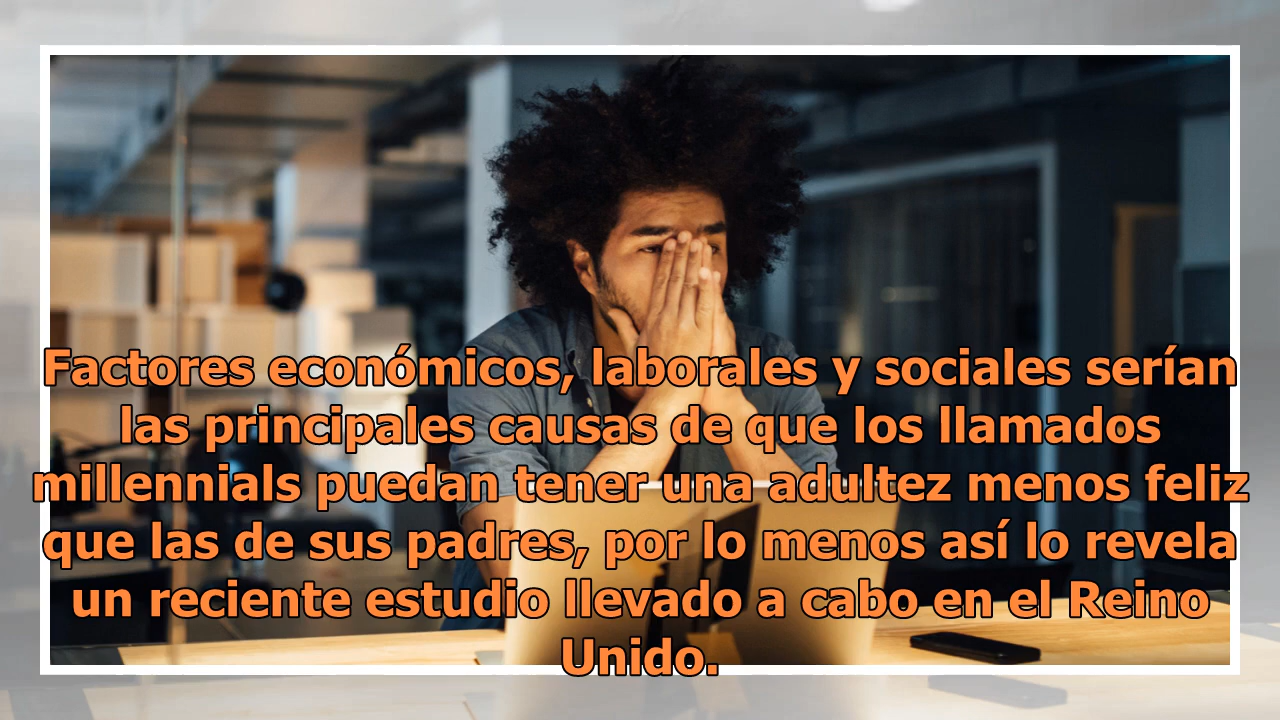 Factores económicos, laborales y sociales serían
las principales causas de que los llamados
millennials puedan tener una adultez menos feliz
que las de sus padres, por lo menos así lo revela
un reciente estudio llevado a cabo en el Reino
Unido.